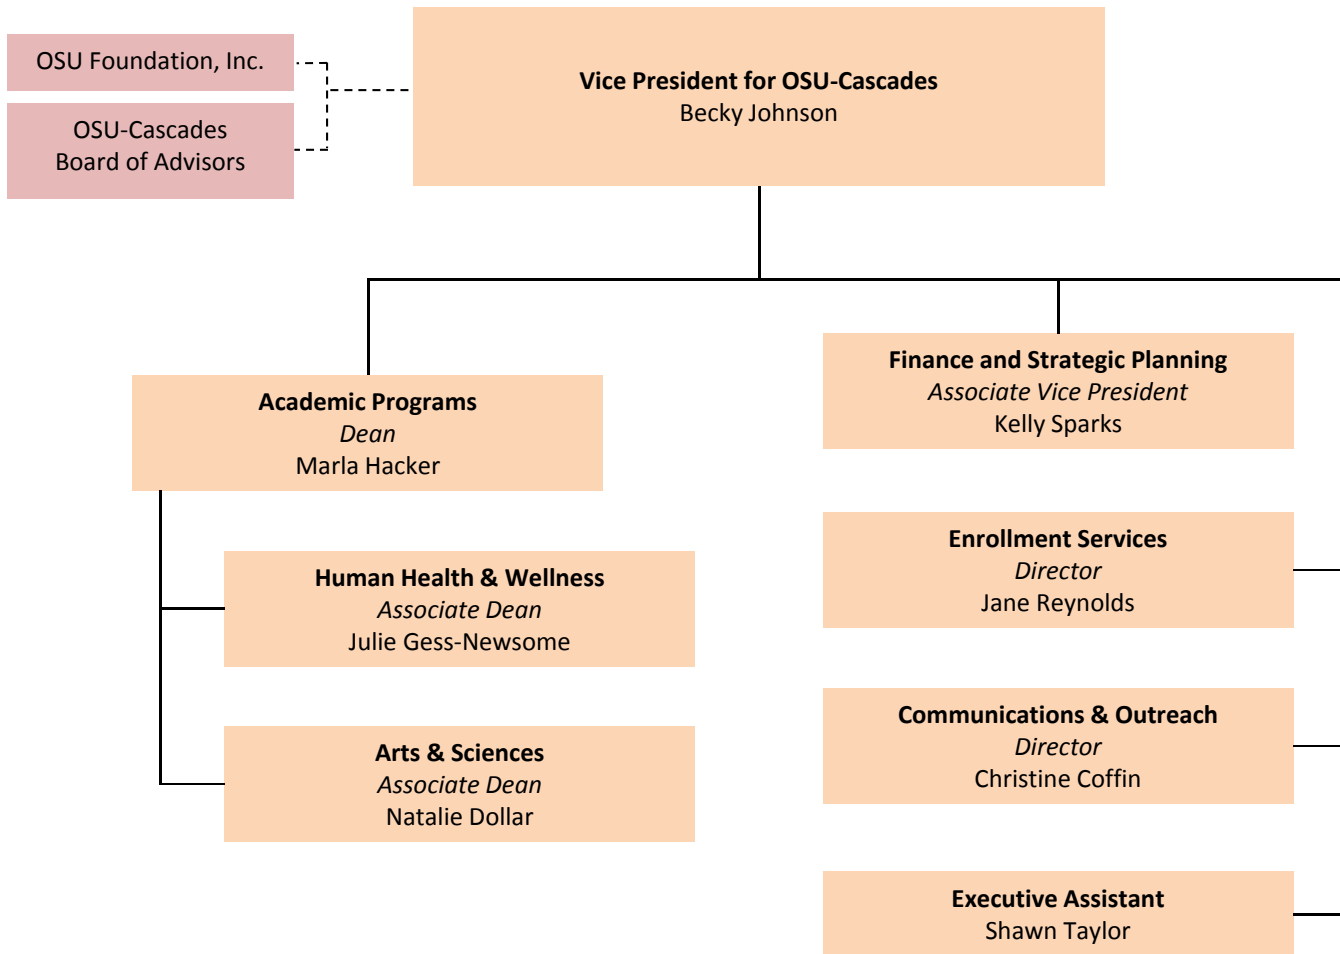 OSU Foundation, Inc.
OSU-Cascades
Board of Advisors
Vice President for OSU-Cascades
Becky Johnson
Academic Programs
Dean
Marla Hacker
Human Health & Wellness
Associate Dean
Julie Gess-Newsome
Arts & Sciences
Associate Dean
Natalie Dollar
Finance and Strategic Planning
Associate Vice President
Kelly Sparks
Enrollment Services
Director
Jane Reynolds
Communications & Outreach
Director
Christine Coffin
Executive Assistant
Shawn Taylor